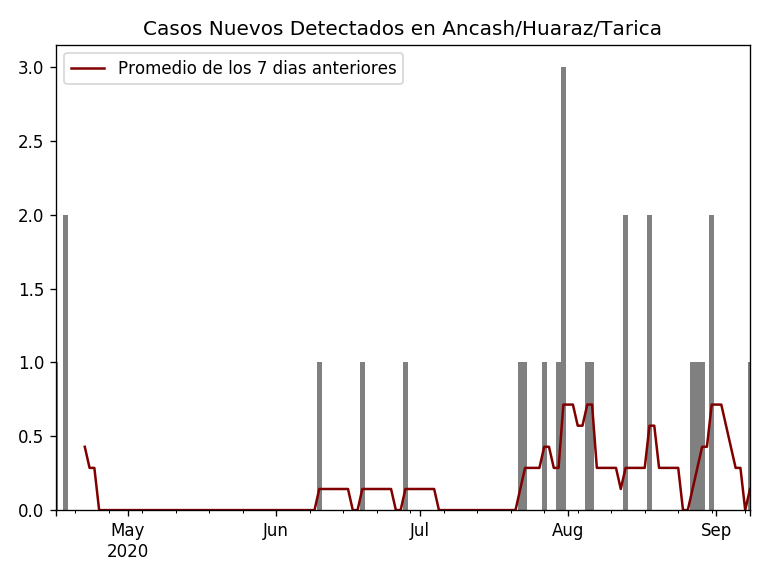 Casos Nuevos Detectados en Ancash/Huaraz/Tarica
Promedio de los 7 dias anteriores
3.0
2.5
2.0
1.5
1.0
0.5
0.0
May Jun Jul Aug Sep
2020